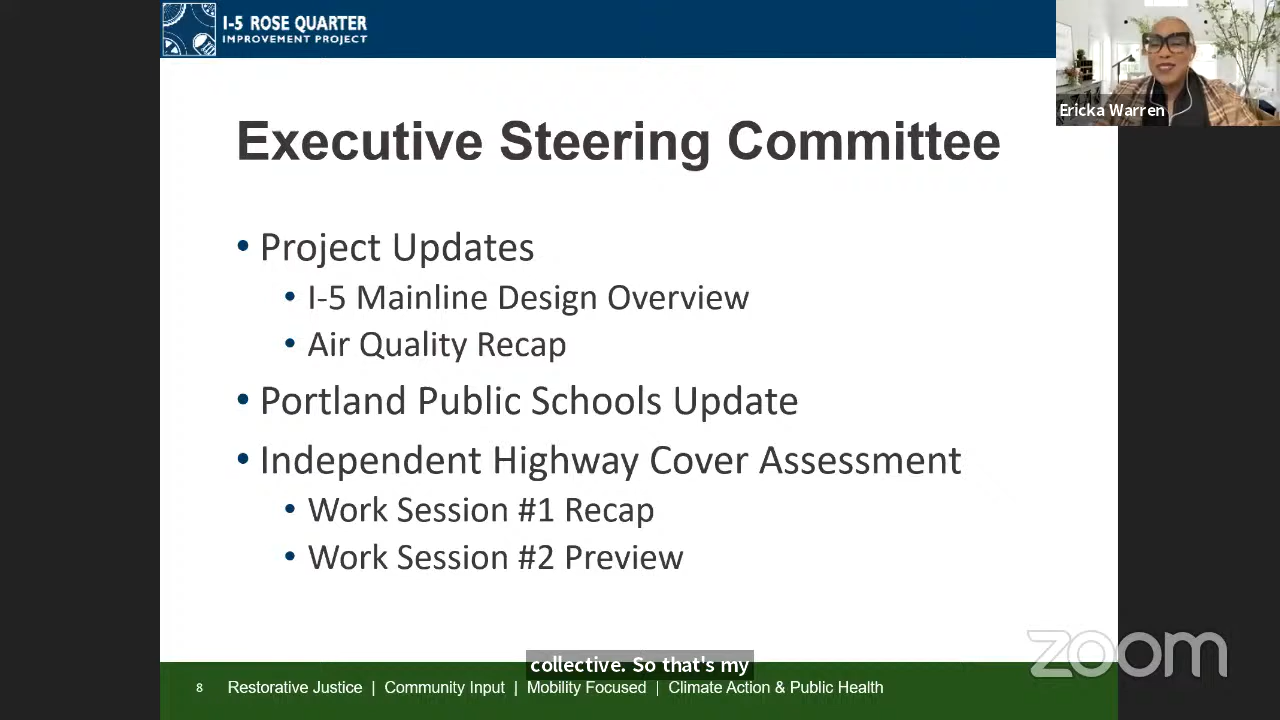 I-5 ROSE QUARTER
IMPROVEMENT PROJECT
Ericka Warren
Executive Steering Committee
• Project Updates
• I-5 Mainline Design Overview
• Air Quality Recap
• Portland Public Schools Update
• Independent Highway Cover Assessment
• Work Session #1 Recap
• Work Session #2 Preview
zoom
collective. So that's my
8 Restorative Justice | Community Input | Mobility Focused | Climate Action & Public Health